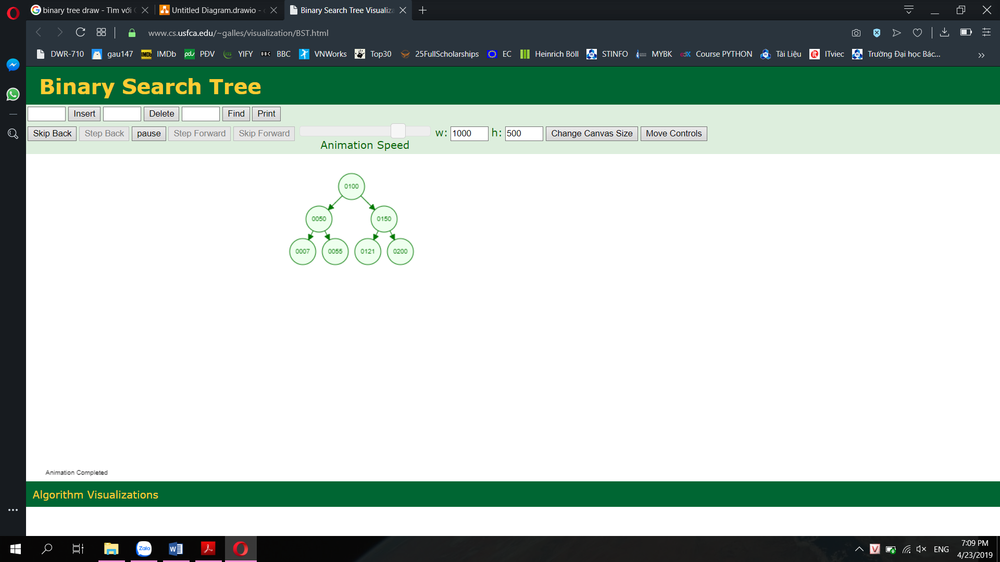 binary tree draw - Tìm với
Untitled Diagram.drawio -
Binary Search Tree Visualiza
www.cs.usfca.edu/~galles/visualization/BST.html
DWR-710 gau147 IMDb PĐV YIFY BBC VNWorks Top30 25FullScholarships EC Heinrich Böll STINFO MYBK Course PYTHON Tài Liệu ITviec Trường Đại học Bác...
Binary Search Tree
Insert Delete Find Print
Skip Back Step Back pause Step Forward Skip Forward w: 1000 h: 500 Change Canvas Size Move Controls
Animation Speed
0100
0050 0150
0007 0055 0121 0200
Animation Completed
Algorithm Visualizations
Zalo
ENG
7:09 PM
4/23/2019